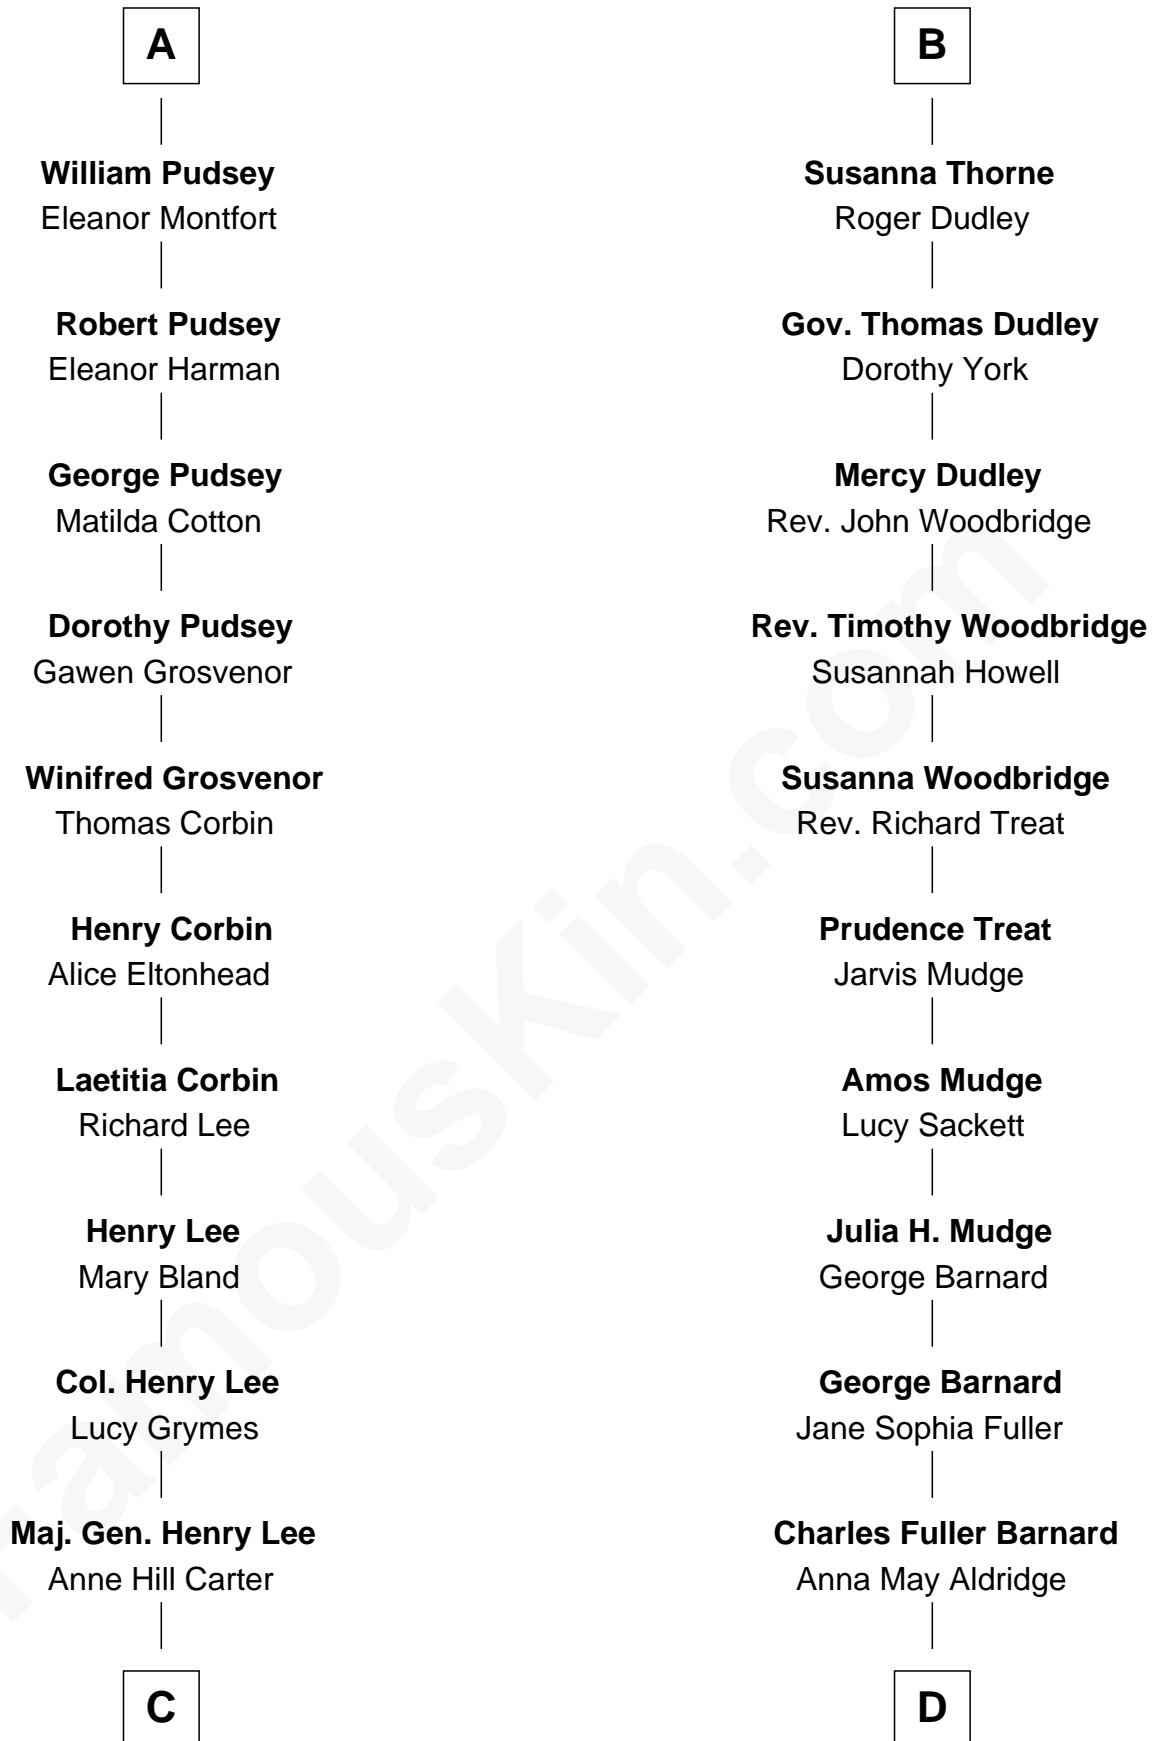 A
William Pudsey
Eleanor Montfort
Robert Pudsey
Eleanor Harman
George Pudsey
Matilda Cotton
Dorothy Pudsey
Gawen Grosvenor
Winifred Grosvenor
Thomas Corbin
Henry Corbin
Alice Eltonhead
Laetitia Corbin
Richard Lee
Henry Lee
Mary Bland
Col. Henry Lee
Lucy Grymes
Maj. Gen. Henry Lee
Anne Hill Carter
C
B
Susanna Thorne
Roger Dudley
Gov. Thomas Dudley
Dorothy York
Mercy Dudley
Rev. John Woodbridge
Rev. Timothy Woodbridge
Susannah Howell
Susanna Woodbridge
Rev. Richard Treat
Prudence Treat
Jarvis Mudge
Amos Mudge
Lucy Sackett
Julia H. Mudge
George Barnard
George Barnard
Jane Sophia Fuller
Charles Fuller Barnard
Anna May Aldridge
D
FamousKin.com